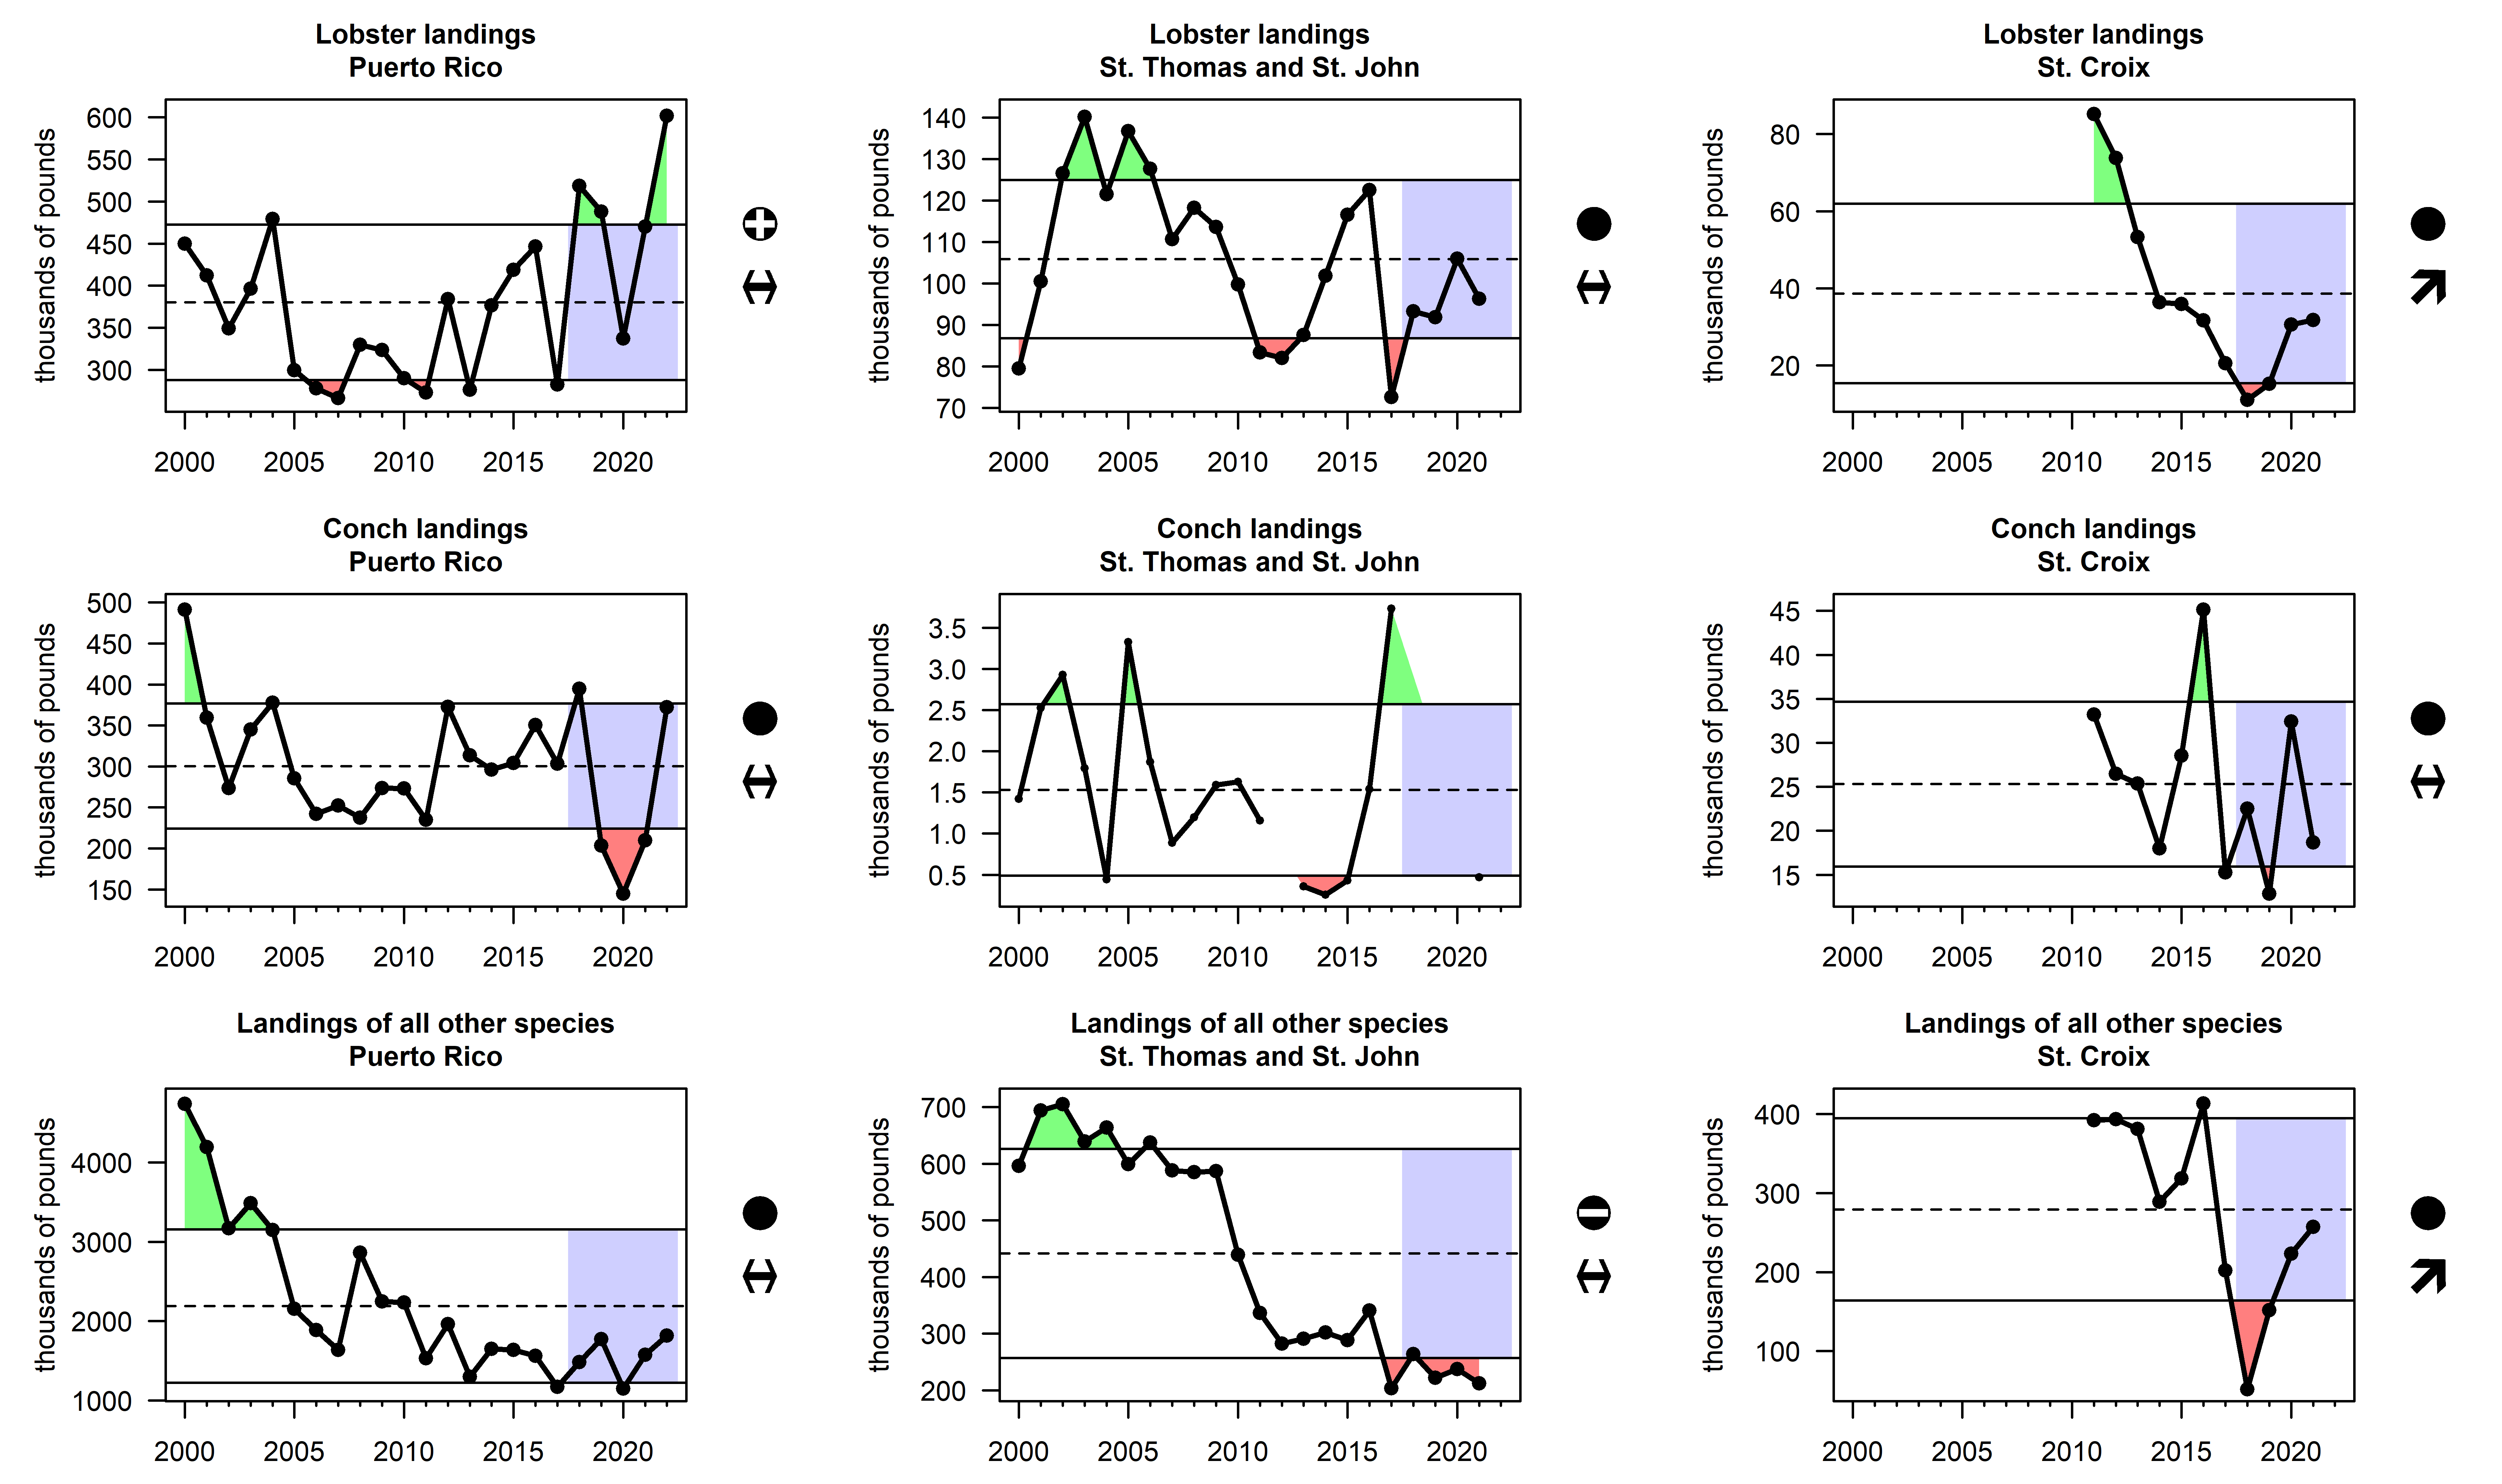 Lobster landings
Puerto Rico
thousands of pounds
600
550
500
450
400
350
300
2000 2005 2010 2015 2020
Lobster landings
St. Thomas and St. John
thousands of pounds
140
130
120
110
100
90
80
70
2000 2005 2010 2015 2020
Lobster landings
St. Croix
thousands of pounds
80
60
40
20
2000 2005 2010 2015 2020
Conch landings
Puerto Rico
thousands of pounds
500
450
400
350
300
250
200
150
2000 2005 2010 2015 2020
Conch landings
St. Thomas and St. John
thousands of pounds
3.5
3.0
2.5
2.0
1.5
1.0
0.5
2000 2005 2010 2015 2020
Conch landings
St. Croix
thousands of pounds
45
40
35
30
25
20
15
2000 2005 2010 2015 2020
Landings of all other species
Puerto Rico
thousands of pounds
4000
3000
2000
1000
2000 2005 2010 2015 2020
Landings of all other species
St. Thomas and St. John
thousands of pounds
700
600
500
400
300
200
2000 2005 2010 2015 2020
Landings of all other species
St. Croix
thousands of pounds
400
300
200
100
2000 2005 2010 2015 2020